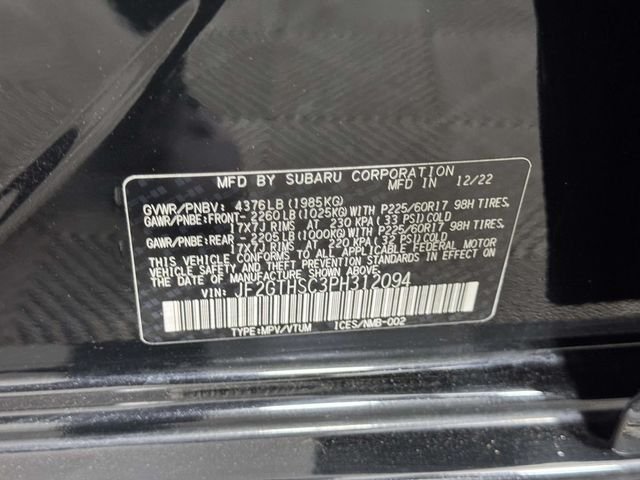 MFD BY SUBARU CORPORATION
MFD IN 12/22
GVWR/PNBV: 4376LB(1985KG)
GAWR/PNBE: FRONT-2260LB(1025KG)WITH P225/60R17 98H TIRES.
17X7J RIMS AT 230 KPA(33 PSI)COLD
GAWR/PNBE: REAR -2205LB(1000KG)WITH P225/60R17 98H TIRES.
17X7J RIMS AT 220 KPA(32 PSI)COLD
THIS VEHICLE CONFORMS TO ALL APPLICABLE FEDERAL MOTOR
VEHICLE SAFETY AND THEFT PREVENTION STANDARDS IN EFFECT ON
THE DATE OF MANUFACTURE SHOWN ABOVE.
VIN: JF2GTHSC3PH312094
TYPE:MPV/VTUM ICES/NMB-002